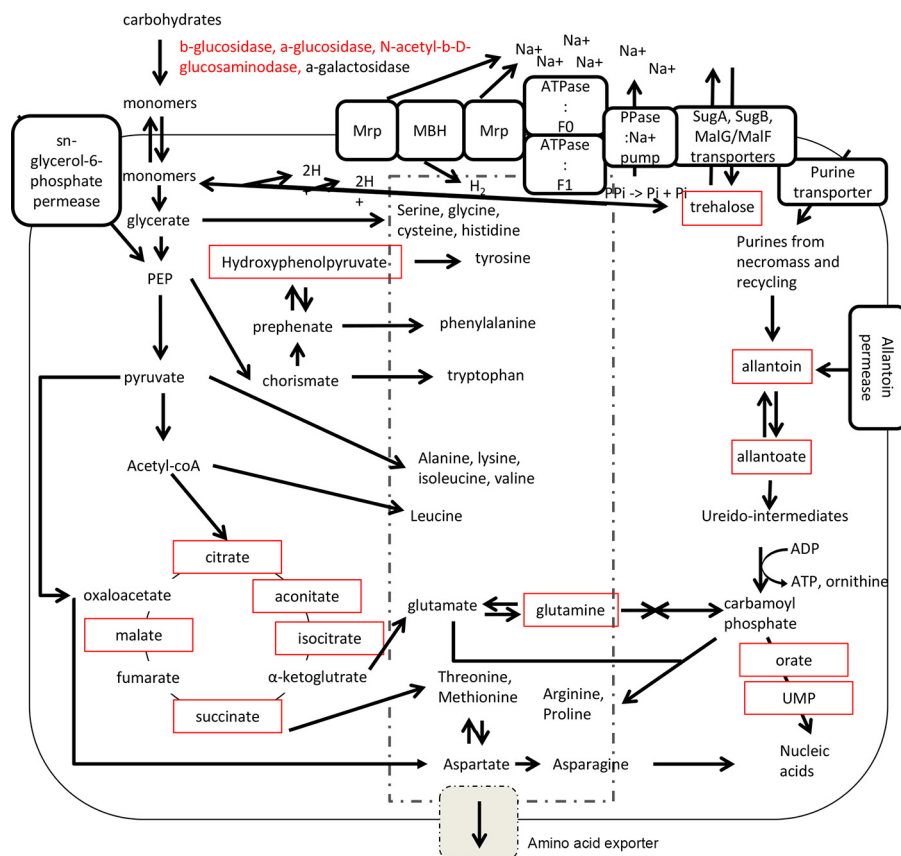 carbohydrates
b-glucosidase, a-glucosidase, N-acetyl-b-D-
glucosaminodase, a-galactosidase
monomers
Na+
Na+
Na+
Na+
Na+
Na+
Na+
sn-
glycerol-6-
phosphate
permease
Mrp
MBH
Mrp
ATPase
:
F0
ATPase
:
F1
PPase
:Na+
pump
SugA, SugB,
MalG/MalF
transporters
Purine
transporter
monomers
2H
+
2H
+
H2
PPi -> Pi + Pi
trehalose
glycerate
Serine, glycine,
cysteine, histidine
Purines from
necromass and
recycling
PEP
Hydroxyphenolpyruvate
tyrosine
prephenate
phenylalanine
pyruvate
chorismate
tryptophan
allantoin
Allantoin
permease
Acetyl-coA
Alanine, lysine,
isoleucine, valine
allantoate
Leucine
Ureido-intermediates
citrate
ADP
ATP, ornithine
oxaloacetate
aconitate
glutamate
glutamine
carbamoyl
phosphate
malate
isocitrate
orate
fumarate
α-ketoglutrate
Threonine,
Methionine
Arginine,
Proline
UMP
succinate
Aspartate
Asparagine
Nucleic
acids
Amino acid exporter